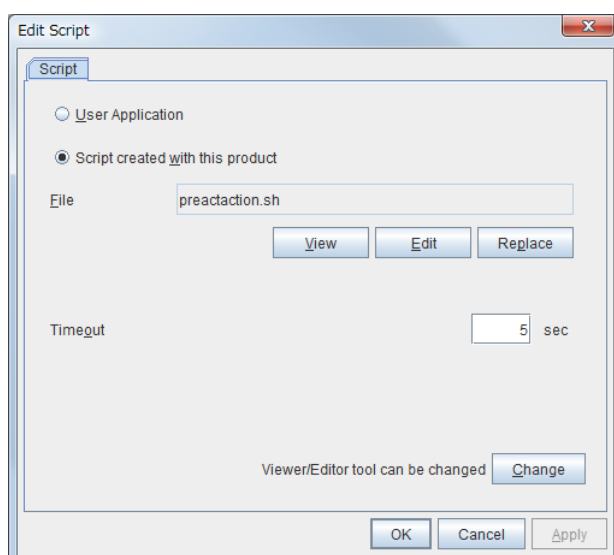 Edit Script
Script
User Application
Script created with this product
File preactaction.sh
View Edit Replace
Timeout 5 sec
Viewer/Editor tool can be changed Change
OK Cancel Apply